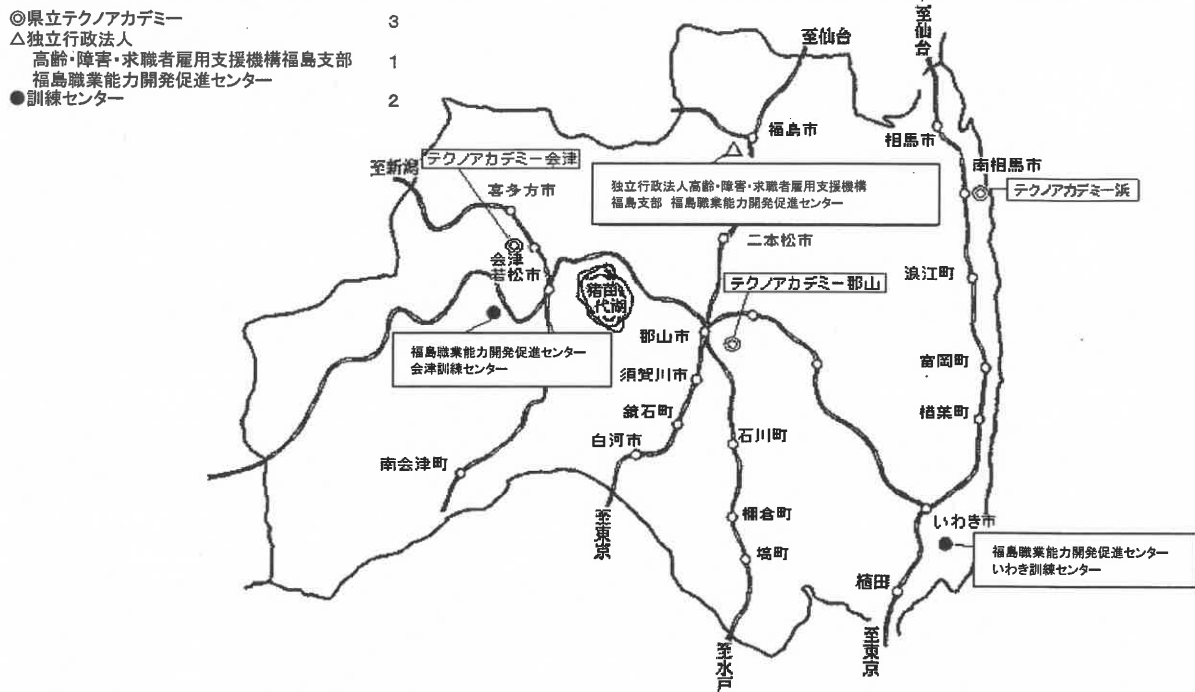 ◎県立テクノアカデミー 3
△独立行政法人
高齢・障害・求職者雇用支援機構福島支部 1
福島職業能力開発促進センター
●訓練センター 2
至仙台
至仙台
福島市
相馬市
テクノアカデミー会津
至新潟
喜多方市
独立行政法人高齢・障害・求職者雇用支援機構
福島支部 福島職業能力開発促進センター
南相馬市
テクノアカデミー浜
二本松市
会津
若松市
猪苗
代湖
テクノアカデミー郡山
浪江町
郡山市
福島職業能力開発促進センター
会津訓練センター
須賀川市
富岡町
鏡石町
楢葉町
白河市
石川町
南会津町
至東京
棚倉町
いわき市
塙町
福島職業能力開発促進センター
いわき訓練センター
植田
至水戸
至東京